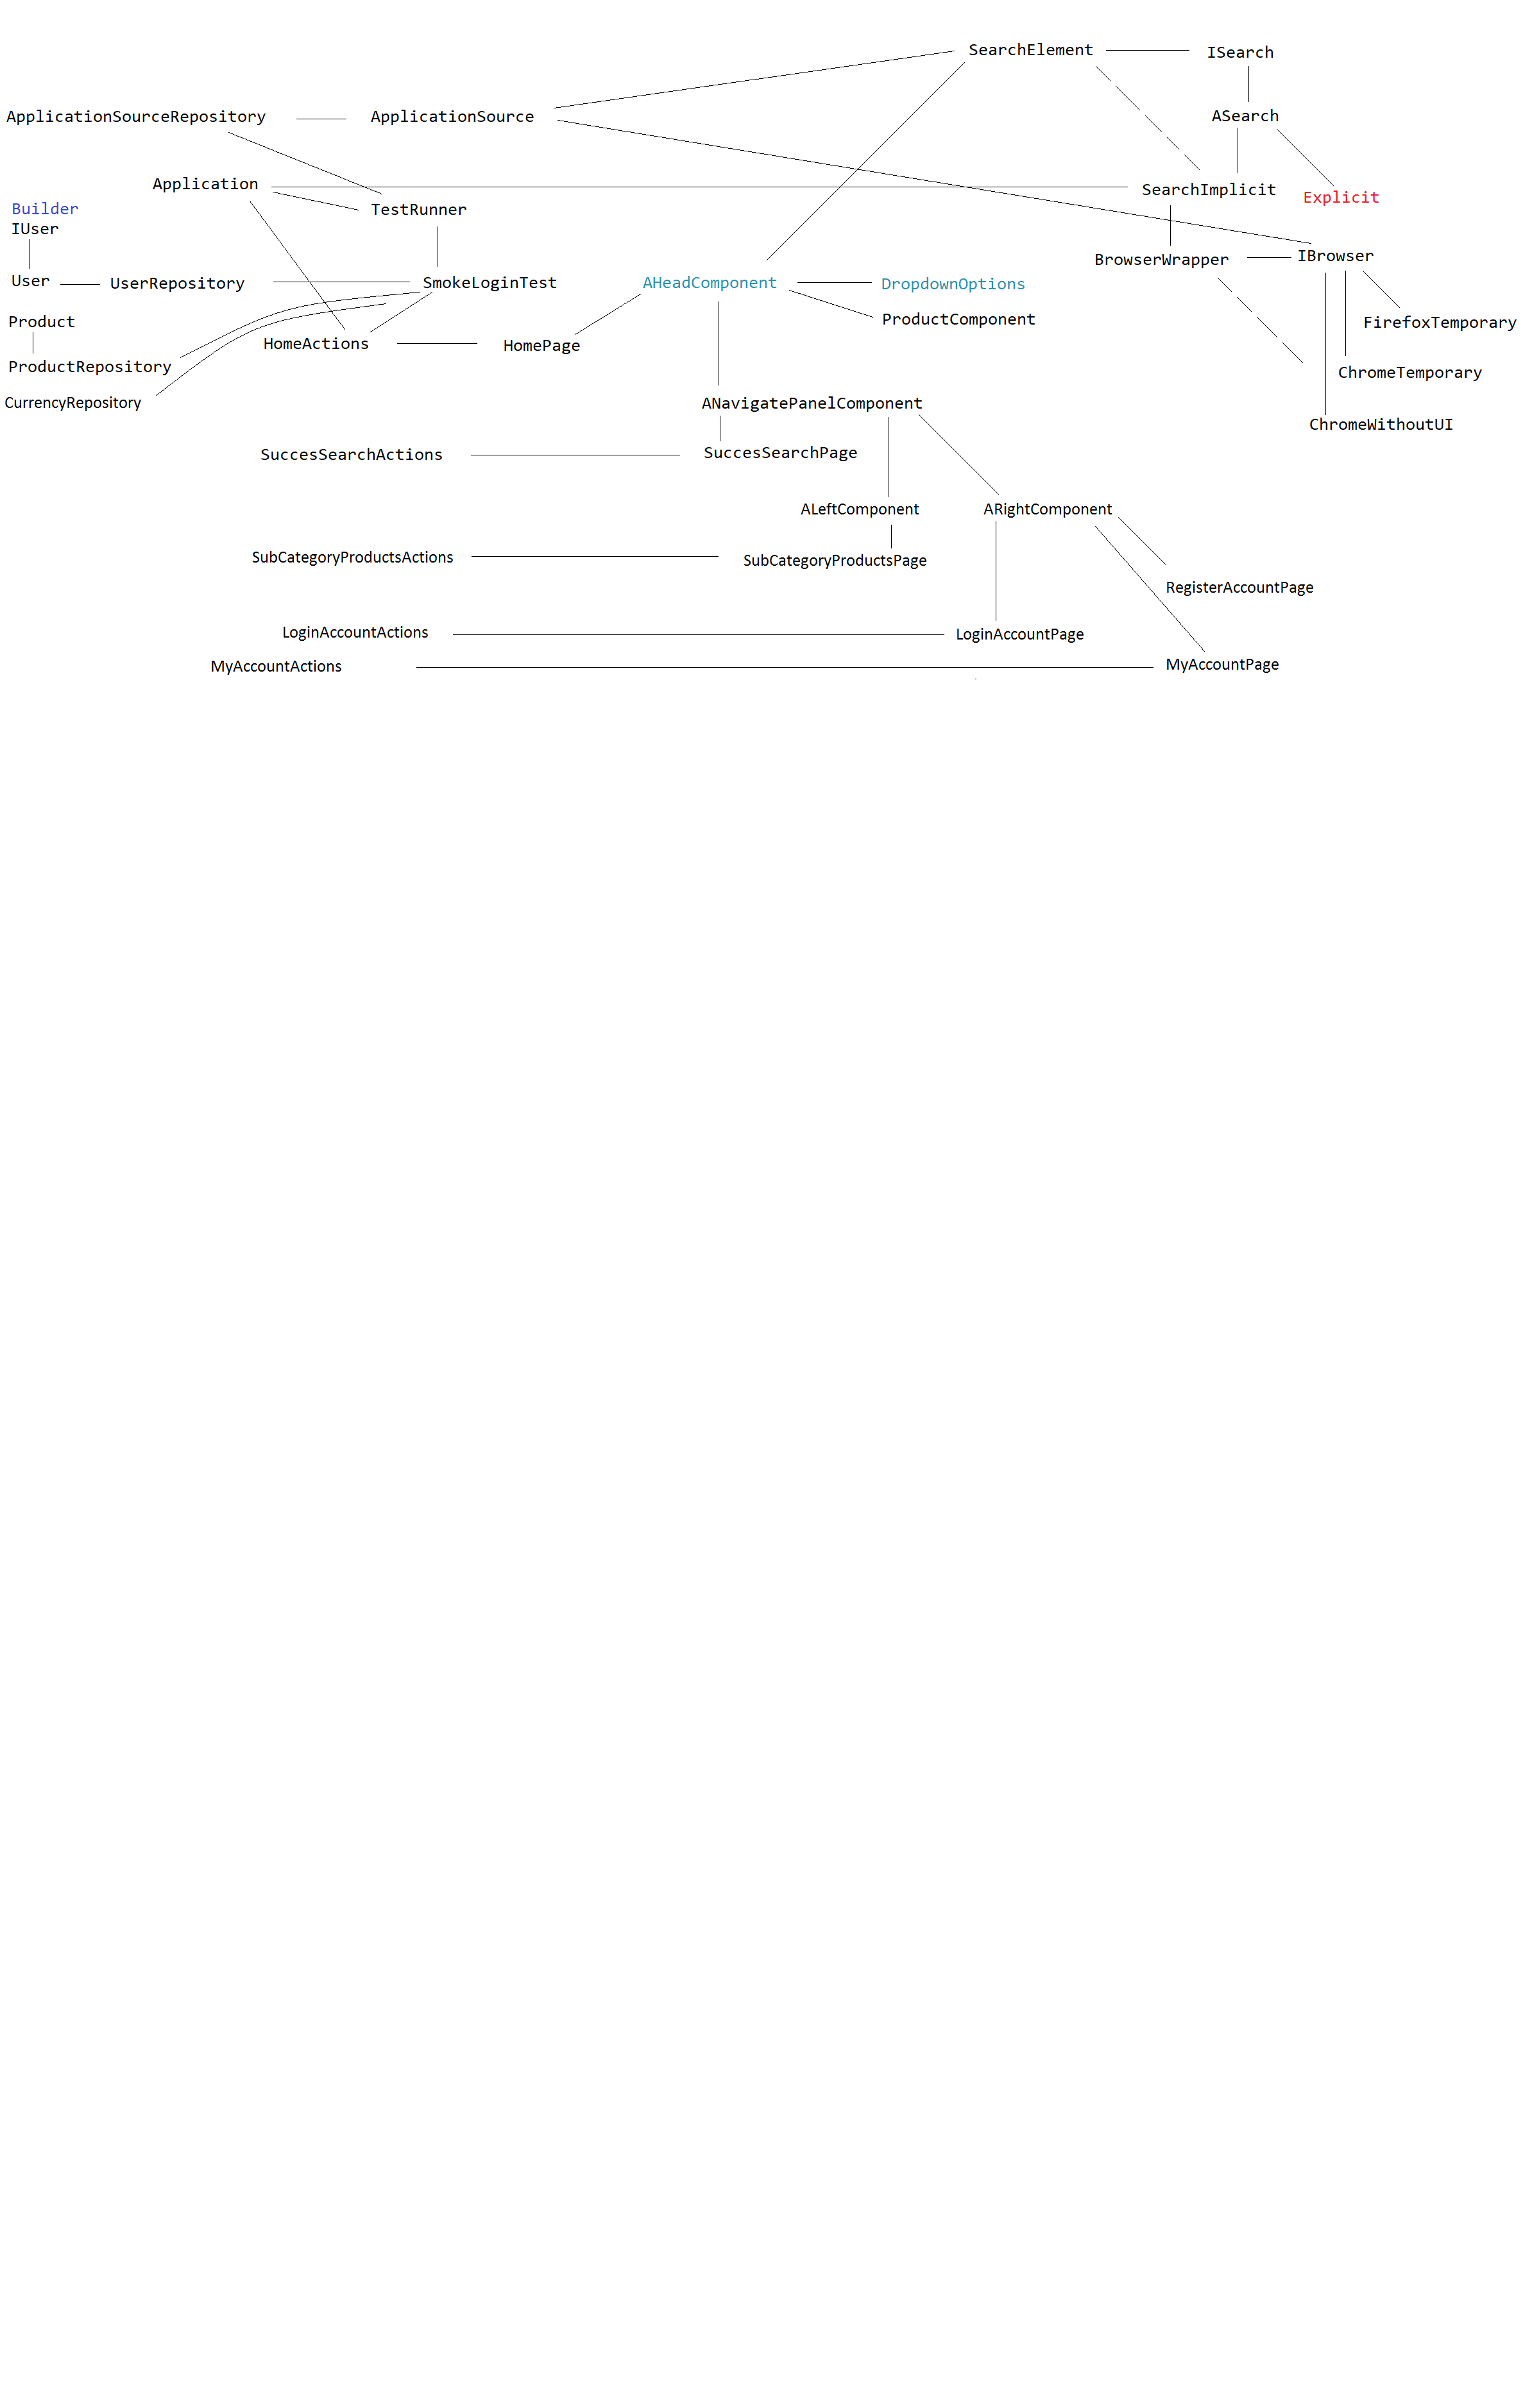 SearchElement
ISearch
ApplicationSourceRepository
ApplicationSource
ASearch
Application
SearchImplicit
Explicit
Builder
IUser
TestRunner
BrowserWrapper
IBrowser
User
UserRepository
SmokeLoginTest
AHeadComponent
DropdownOptions
Product
ProductComponent
FirefoxTemporary
HomeActions
HomePage
ProductRepository
ChromeTemporary
CurrencyRepository
ANavigatePanelComponent
ChromeWithoutUI
SuccesSearchActions
SuccesSearchPage
ALeftComponent
ARightComponent
SubCategoryProductsActions
SubCategoryProductsPage
RegisterAccountPage
LoginAccountActions
LoginAccountPage
MyAccountActions
MyAccountPage